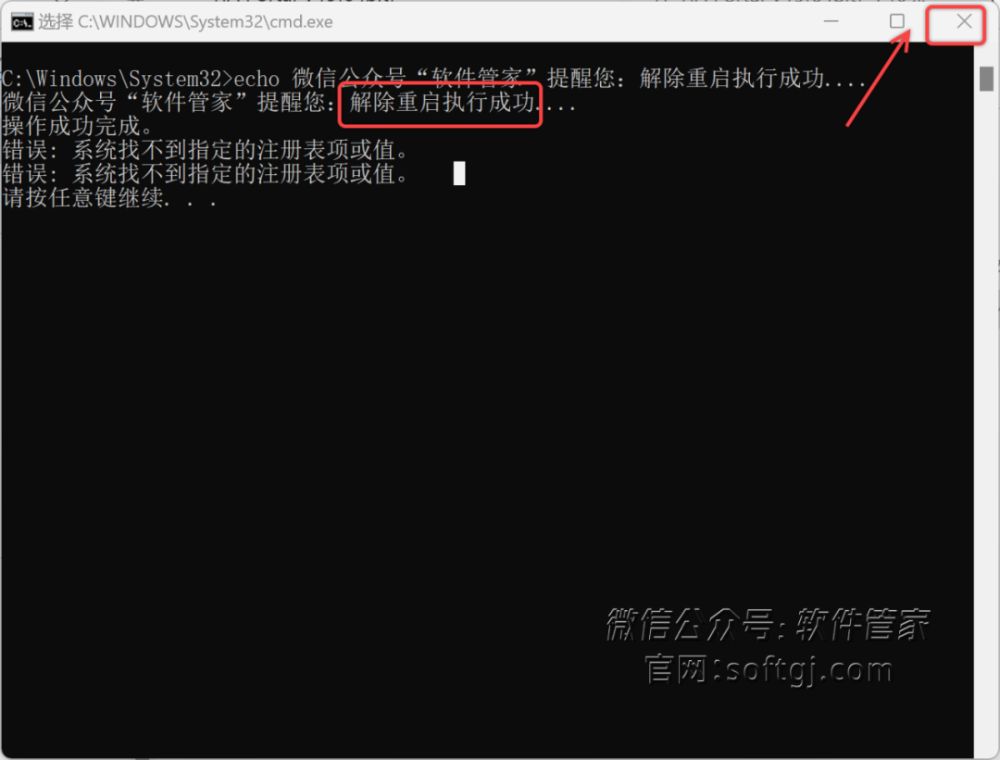 选择 C:\WINDOWS\System32\cmd.exe
C:\Windows\System32>echo 微信公众号“软件管家”提醒您：解除重启执行成功....
微信公众号“软件管家”提醒您：解除重启执行成功....
操作成功完成。
错误: 系统找不到指定的注册表项或值。
错误: 系统找不到指定的注册表项或值。
请按任意键继续. . .
微信公众号:软件管家
官网:softgj.com